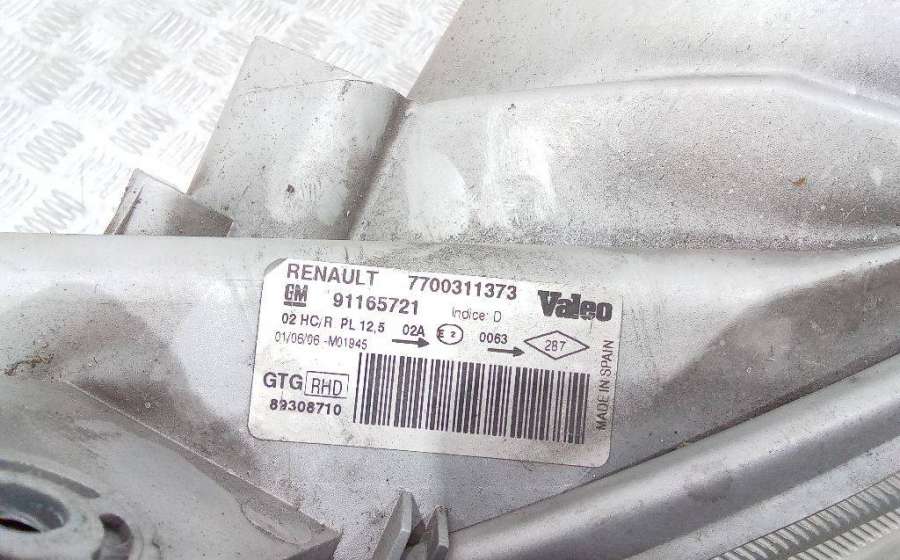 RENAULT 7700311373
GM 91165721 Indice: D Valeo
02 HC/R PL 12,5 02A E2 0063 287
01/06/06 -M01945
GTG RHD
89308710
MADE IN SPAIN